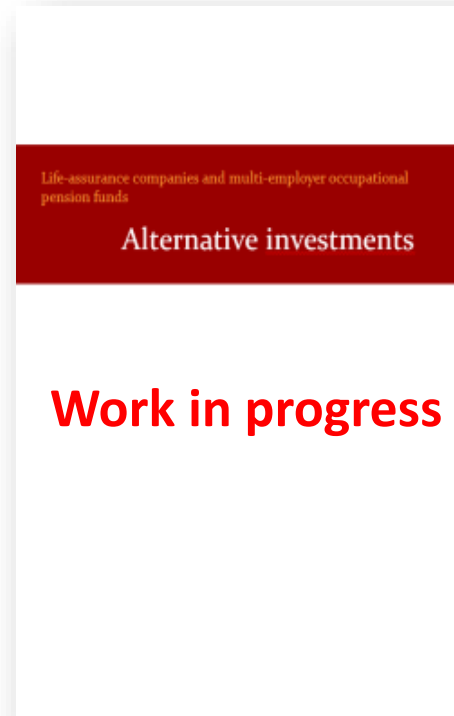 Life-assurance companies and multi-employer occupational
pension funds
Alternative investments
Work in progress